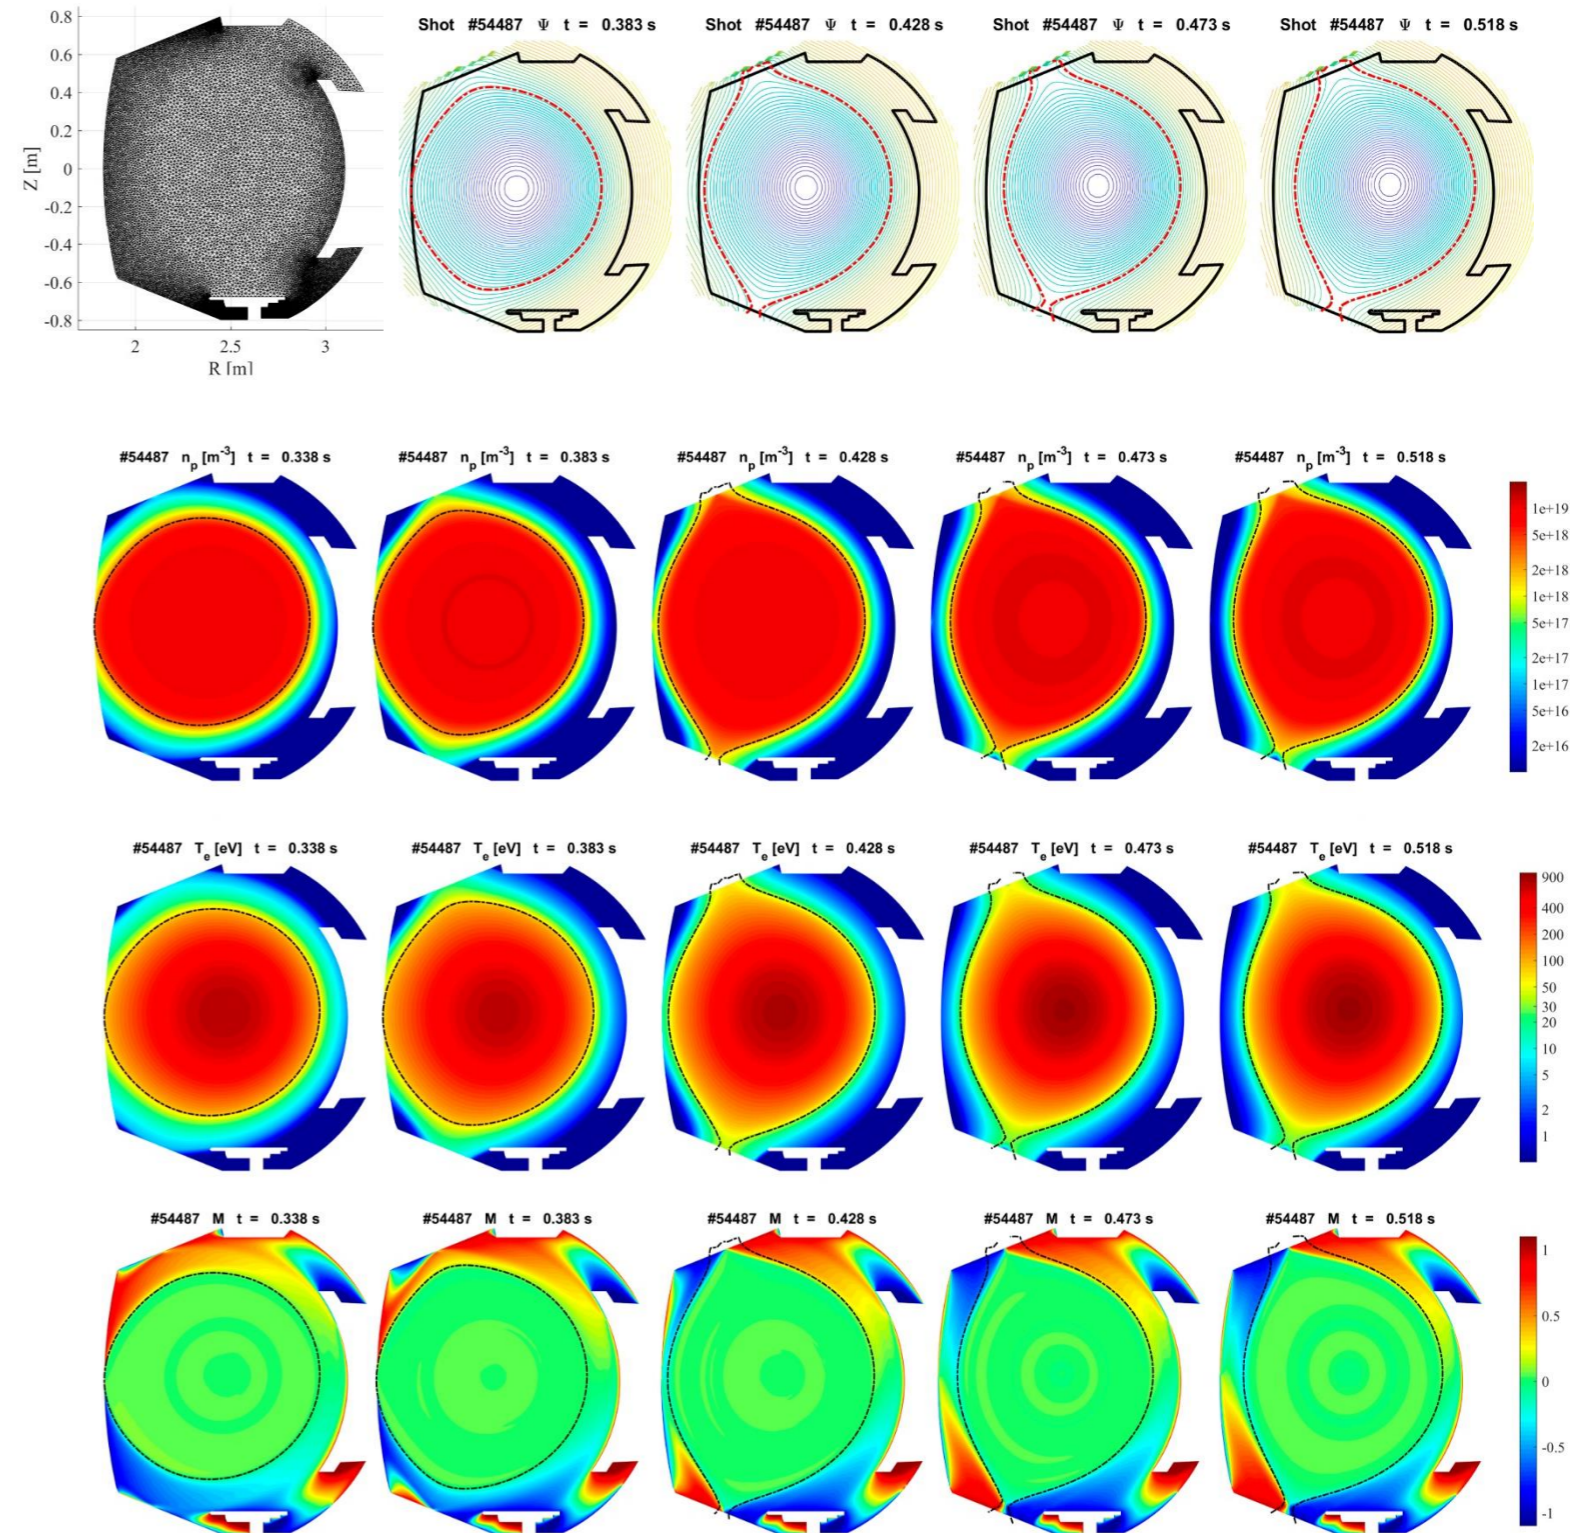 Shot #54487 Ψ t = 0.383 s
Shot #54487 Ψ t = 0.428 s
Shot #54487 Ψ t = 0.473 s
Shot #54487 Ψ t = 0.518 s
0.8
0.6
0.4
0.2
0
-0.2
-0.4
-0.6
-0.8
Z [m]
2
2.5
3
R [m]
#54487 n_p [m^-3] t = 0.338 s
#54487 n_p [m^-3] t = 0.383 s
#54487 n_p [m^-3] t = 0.428 s
#54487 n_p [m^-3] t = 0.473 s
#54487 n_p [m^-3] t = 0.518 s
1e+19
5e+18
2e+18
1e+18
5e+17
2e+17
1e+17
5e+16
2e+16
#54487 T_e [eV] t = 0.338 s
#54487 T_e [eV] t = 0.383 s
#54487 T_e [eV] t = 0.428 s
#54487 T_e [eV] t = 0.473 s
#54487 T_e [eV] t = 0.518 s
900
400
200
100
50
30
20
10
5
2
1
#54487 M t = 0.338 s
#54487 M t = 0.383 s
#54487 M t = 0.428 s
#54487 M t = 0.473 s
#54487 M t = 0.518 s
1
0.5
0
-0.5
-1